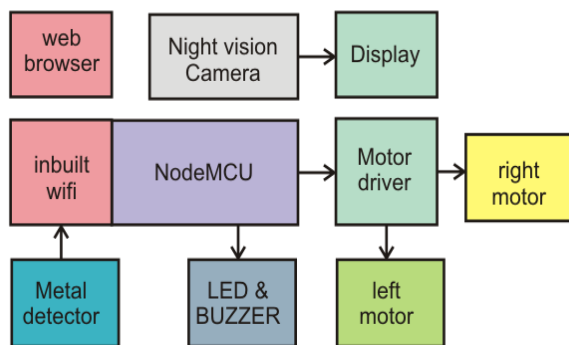 web
browser
Night vision
Camera
Display
inbuilt
wifi
NodeMCU
Motor
driver
right
motor
Metal
detector
LED &
BUZZER
left
motor